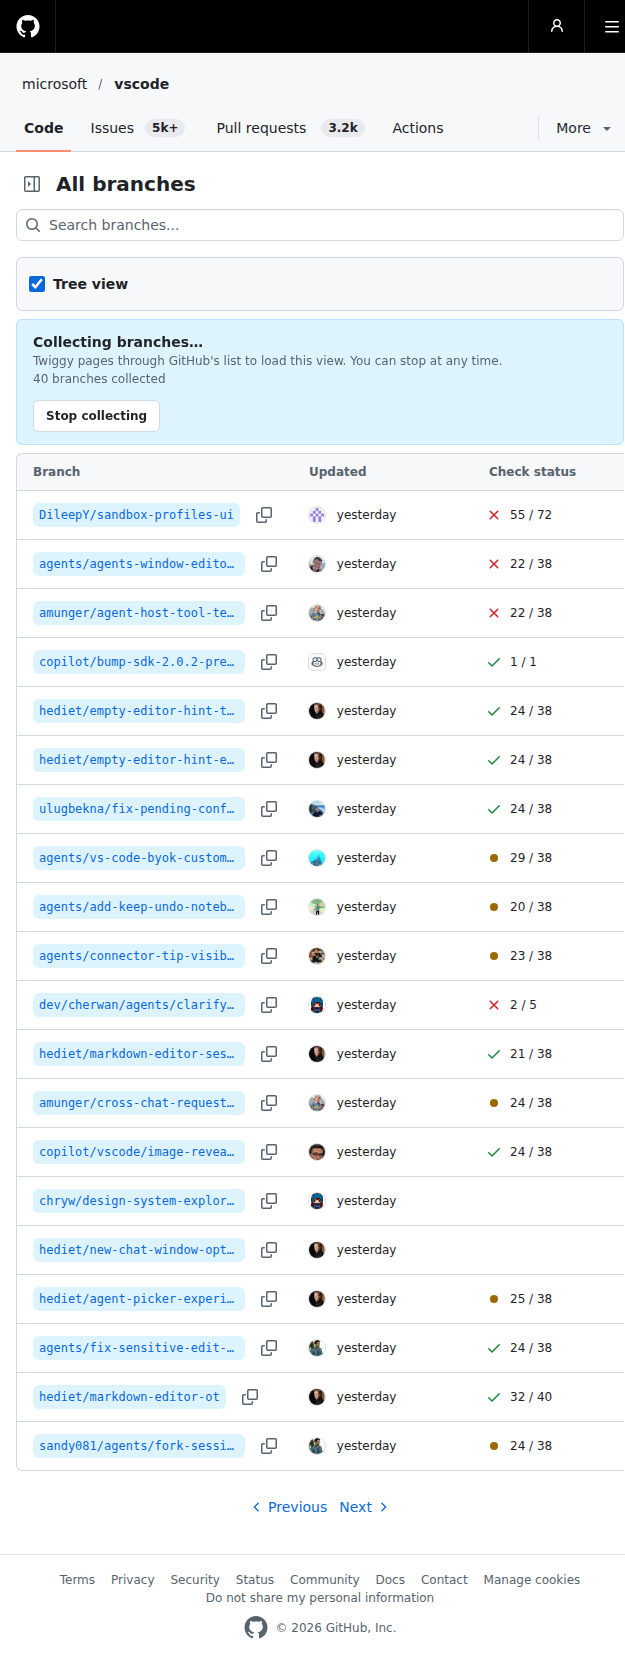 microsoft / vscode
Code Issues 5k+ Pull requests 3.2k Actions More
All branches
Search branches...
Tree view
Collecting branches…
Twiggy pages through GitHub's list to load this view. You can stop at any time.
40 branches collected
Stop collecting
Branch Updated Check status
DileepY/sandbox-profiles-ui yesterday 55 / 72
agents/agents-window-edito… yesterday 22 / 38
amunger/agent-host-tool-te… yesterday 22 / 38
copilot/bump-sdk-2.0.2-pre… yesterday 1 / 1
hediet/empty-editor-hint-t… yesterday 24 / 38
hediet/empty-editor-hint-e… yesterday 24 / 38
ulugbekna/fix-pending-conf… yesterday 24 / 38
agents/vs-code-byok-custom… yesterday 29 / 38
agents/add-keep-undo-noteb… yesterday 20 / 38
agents/connector-tip-visib… yesterday 23 / 38
dev/cherwan/agents/clarify… yesterday 2 / 5
hediet/markdown-editor-ses… yesterday 21 / 38
amunger/cross-chat-request… yesterday 24 / 38
copilot/vscode/image-revea… yesterday 24 / 38
chryw/design-system-explor… yesterday
hediet/new-chat-window-opt… yesterday
hediet/agent-picker-experi… yesterday 25 / 38
agents/fix-sensitive-edit-… yesterday 24 / 38
hediet/markdown-editor-ot yesterday 32 / 40
sandy081/agents/fork-sessi… yesterday 24 / 38
Previous Next
Terms Privacy Security Status Community Docs Contact Manage cookies
Do not share my personal information
© 2026 GitHub, Inc.